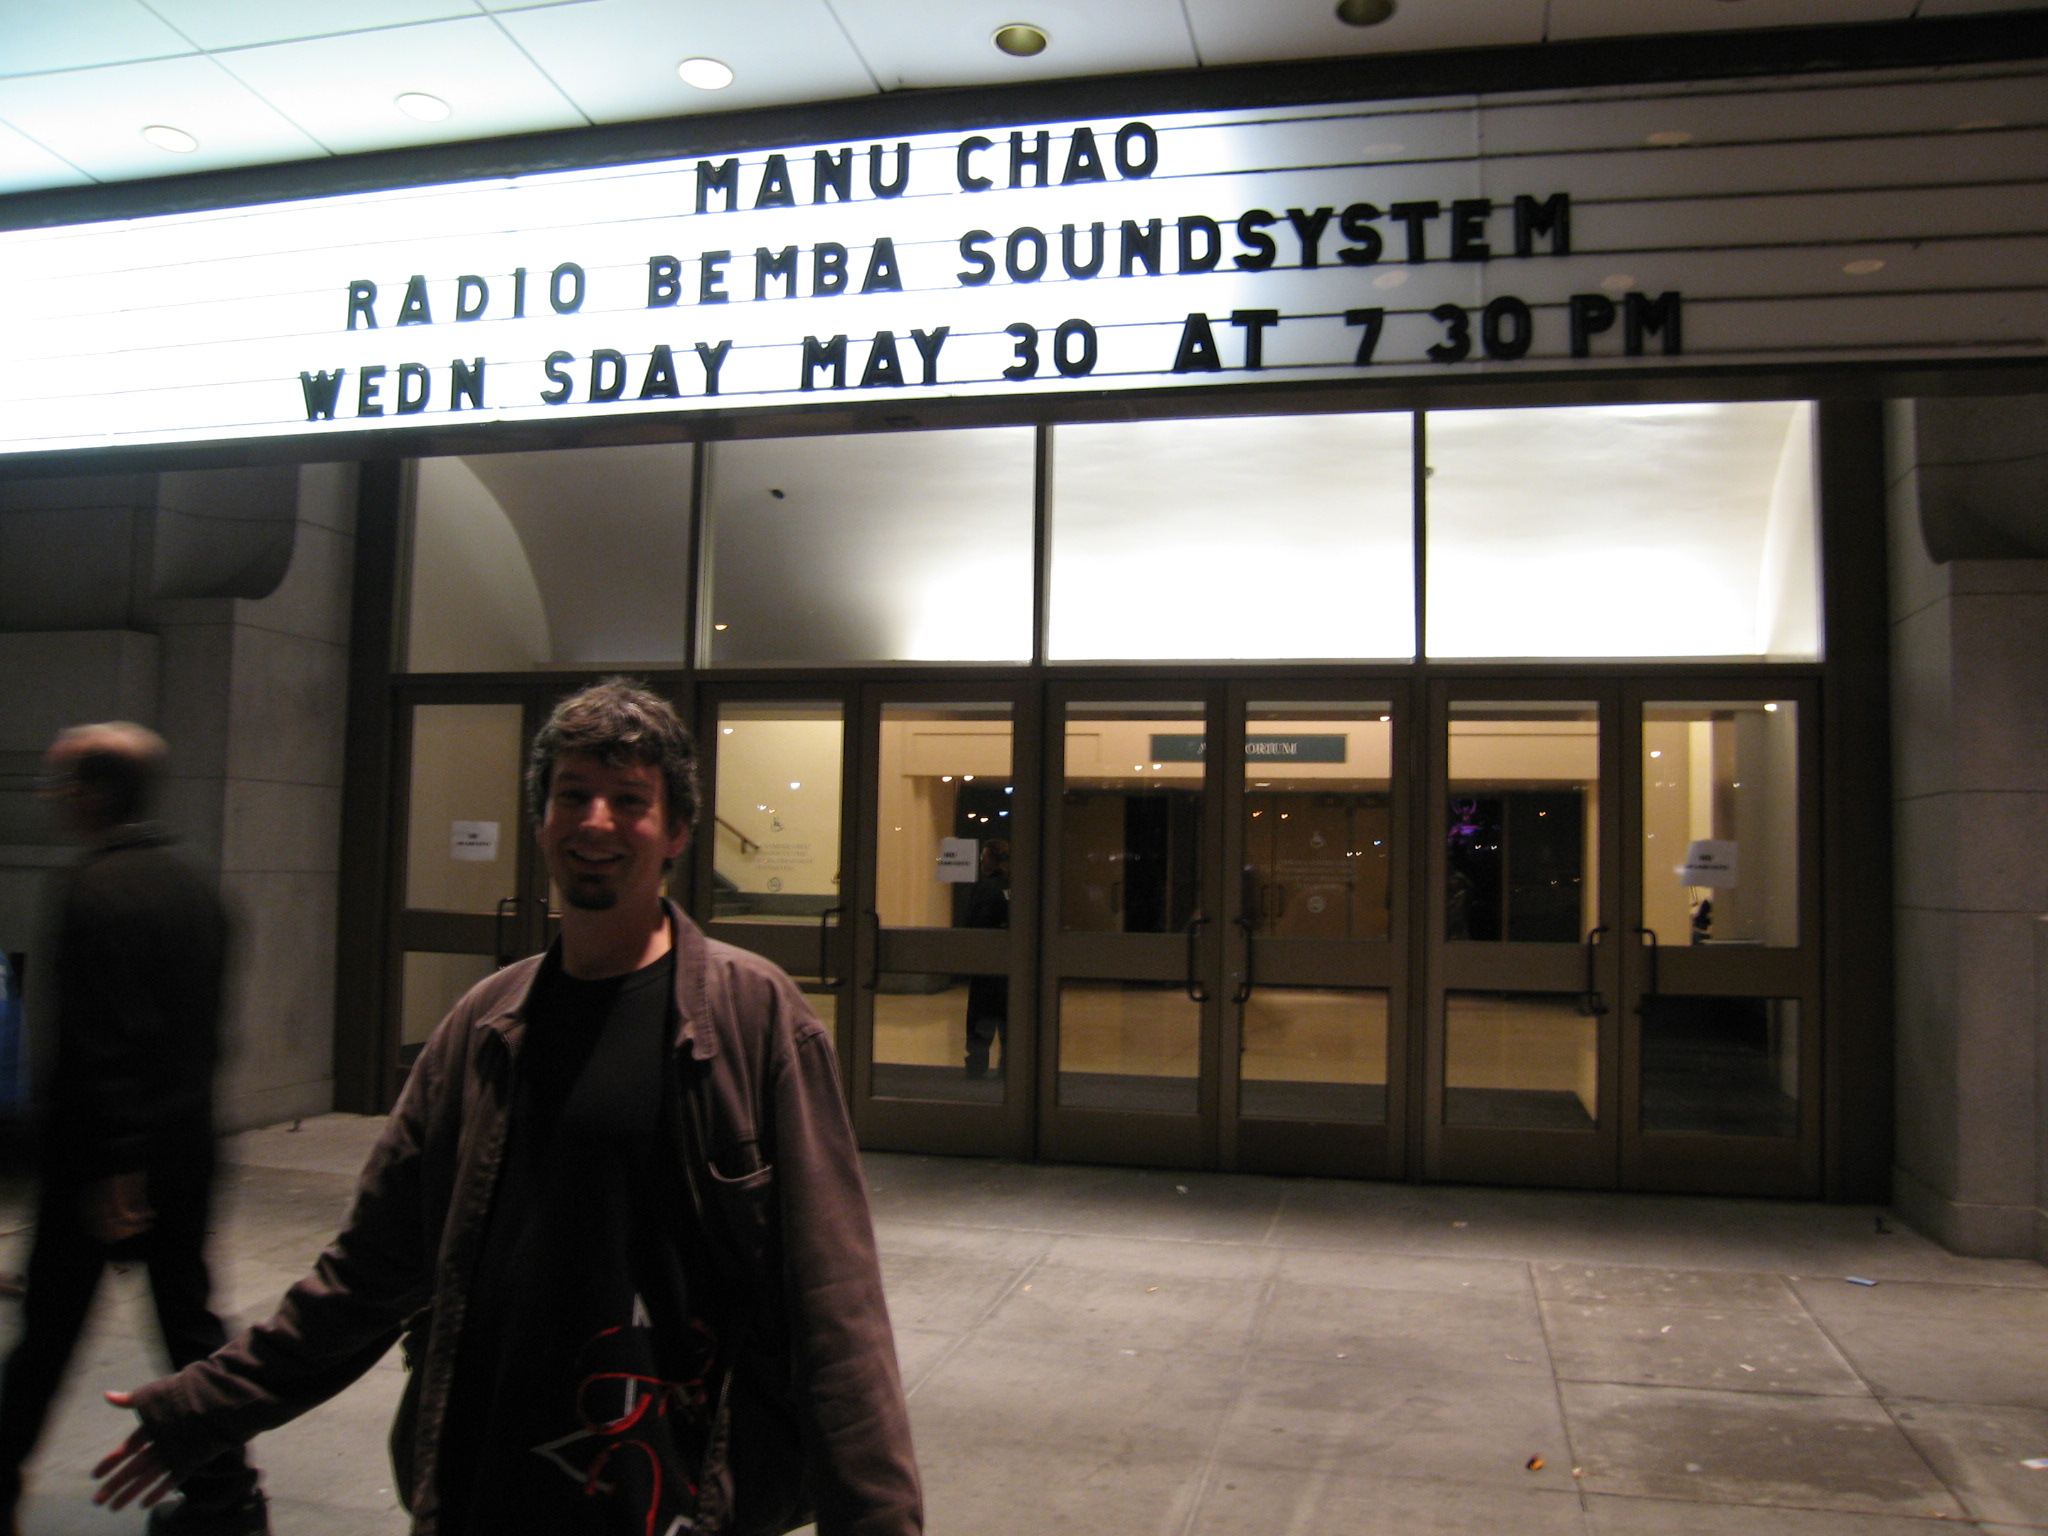 MANU CHAO
RADIO BEMBA SOUNDSYSTEM
WEDN SDAY MAY 30 AT 7 30 PM